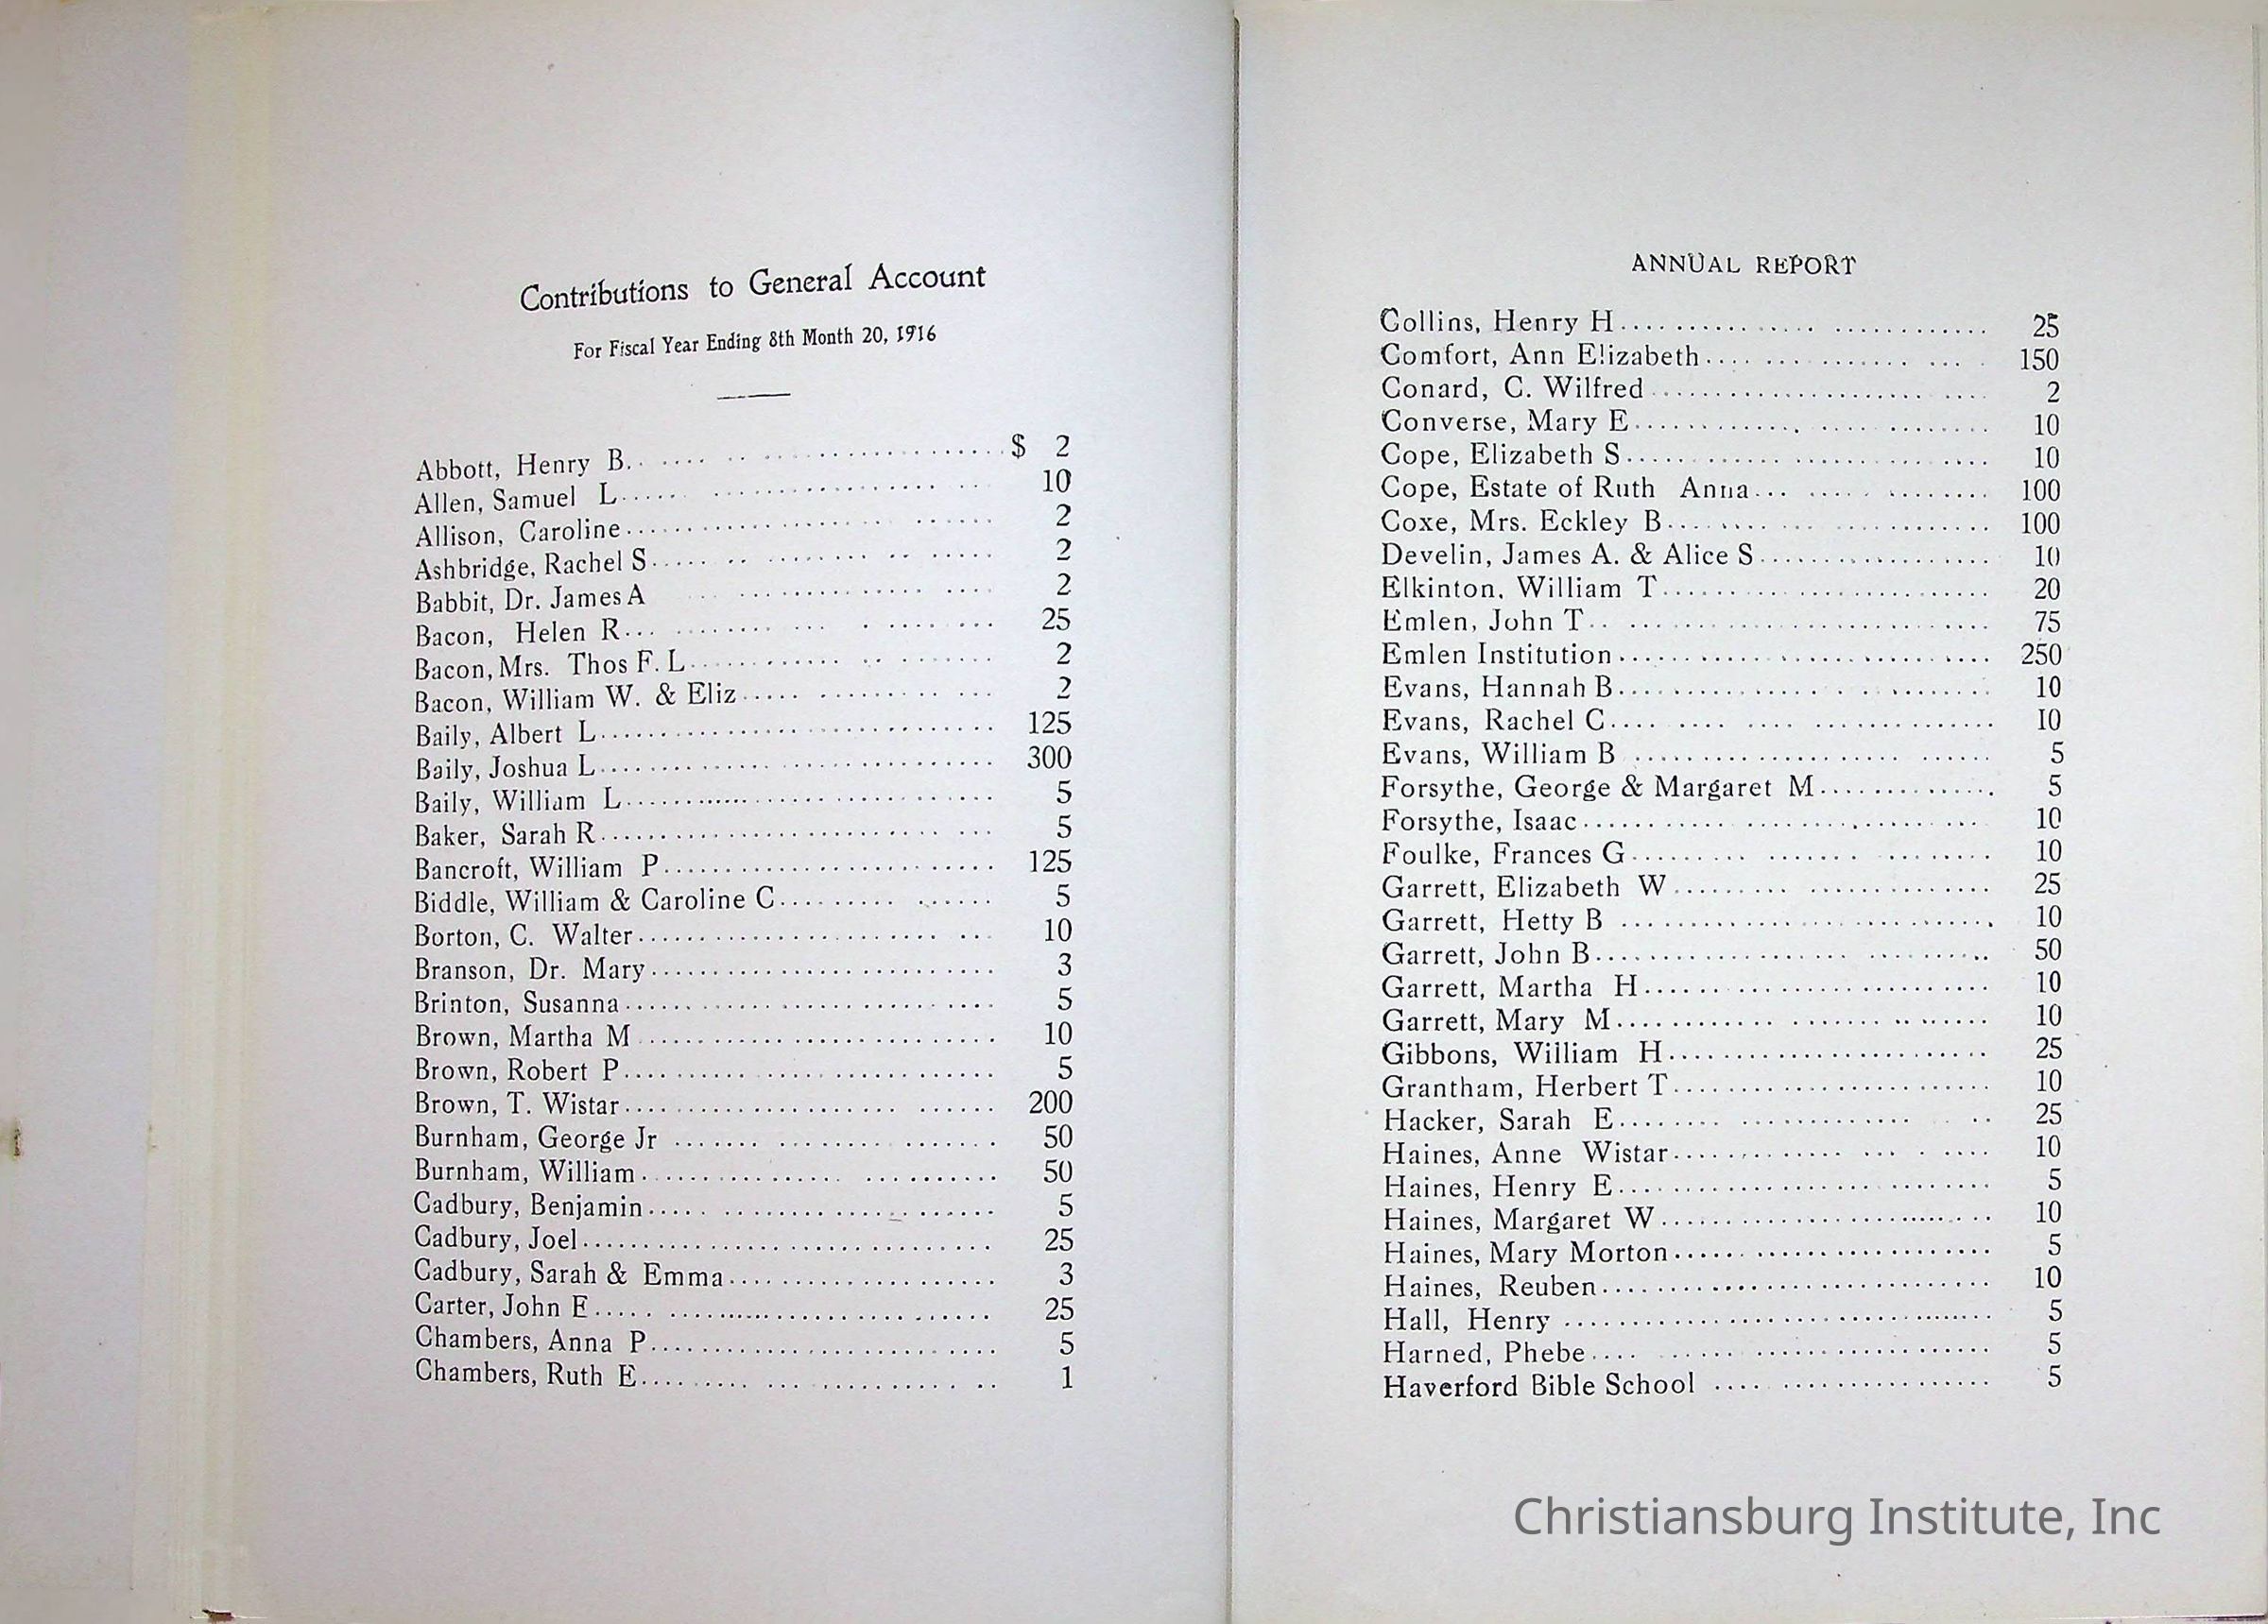 Contributions to General Account
For Fiscal Year Ending 8th Month 20, 1916
Abbott, Henry B. $ 2
Allen, Samuel L 10
Allison, Caroline 2
Ashbridge, Rachel S 2
Babbit, Dr. James A 2
Bacon, Helen R 25
Bacon, Mrs. Thos F. L 2
Bacon, William W. & Eliz 2
Baily, Albert L 125
Baily, Joshua L 300
Baily, William L 5
Baker, Sarah R 5
Bancroft, William P 125
Biddle, William & Caroline C 5
Borton, C. Walter 10
Branson, Dr. Mary 3
Brinton, Susanna 5
Brown, Martha M 10
Brown, Robert P 5
Brown, T. Wistar 200
Burnham, George Jr 50
Burnham, William 50
Cadbury, Benjamin 5
Cadbury, Joel 25
Cadbury, Sarah & Emma 3
Carter, John E 25
Chambers, Anna P 5
Chambers, Ruth E 1
ANNUAL REPORT
Collins, Henry H 25
Comfort, Ann Elizabeth 150
Conard, C. Wilfred 2
Converse, Mary E 10
Cope, Elizabeth S 10
Cope, Estate of Ruth Anna 100
Coxe, Mrs. Eckley B 100
Develin, James A. & Alice S 10
Elkinton, William T 20
Emlen, John T 75
Emlen Institution 250
Evans, Hannah B 10
Evans, Rachel C 10
Evans, William B 5
Forsythe, George & Margaret M 5
Forsythe, Isaac 10
Foulke, Frances G 10
Garrett, Elizabeth W 25
Garrett, Hetty B 10
Garrett, John B 50
Garrett, Martha H 10
Garrett, Mary M 10
Gibbons, William H 25
Grantham, Herbert T 10
Hacker, Sarah E 25
Haines, Anne Wistar 10
Haines, Henry E 5
Haines, Margaret W 10
Haines, Mary Morton 5
Haines, Reuben 10
Hall, Henry 5
Harned, Phebe 5
Haverford Bible School 5
Christiansburg Institute, Inc